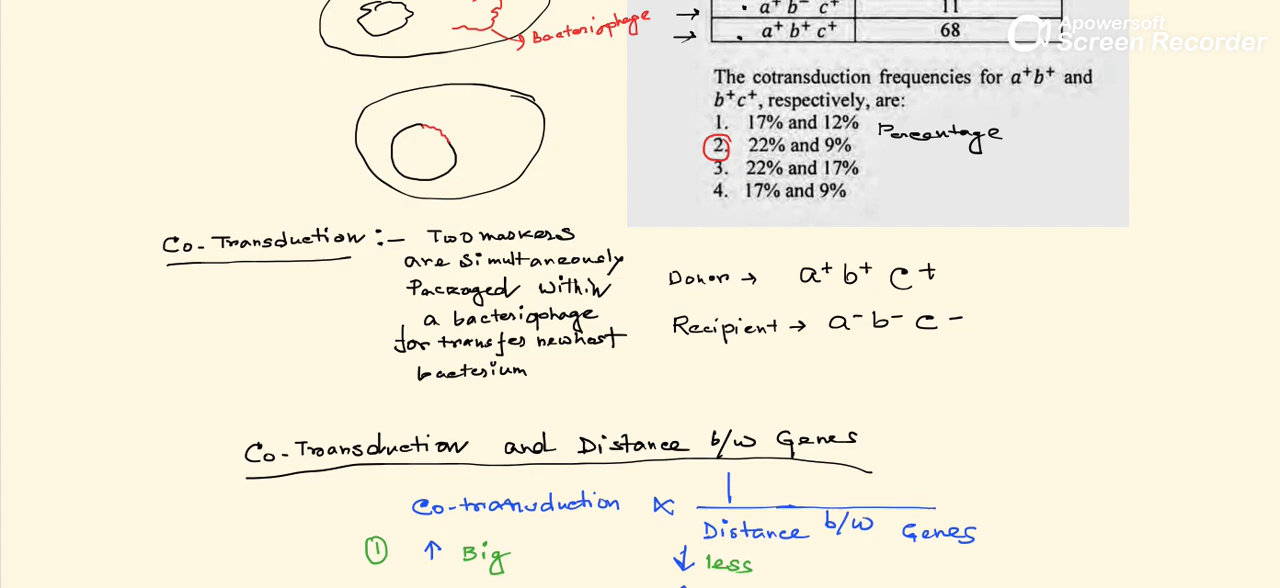 a⁺ b⁻ c⁺ 11
a⁺ b⁺ c⁺ 68
Bacteriophage
Apowersoft
Screen Recorder
The cotransduction frequencies for a⁺b⁺ and
b⁺c⁺, respectively, are:
1. 17% and 12%
2. 22% and 9%
3. 22% and 17%
4. 17% and 9%
Percentage
Co-Transduction :- Two markers
are simultaneously
Packaged within
a bacteriophage
for transfer new host
bacterium
Donor → a⁺ b⁺ c⁺
Recipient → a⁻ b⁻ c⁻
Co-Transduction and Distance b/w Genes
Co-transduction ∝ 1
Distance b/w Genes
① ↑ Big ↓ less